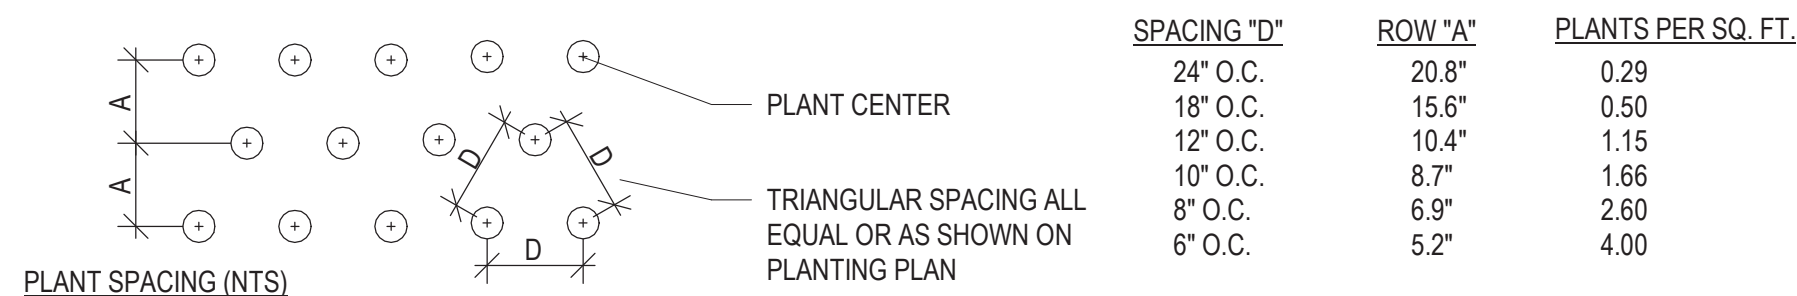 SPACING "D" ROW "A" PLANTS PER SQ. FT.
24" O.C. 20.8" 0.29
18" O.C. 15.6" 0.50
12" O.C. 10.4" 1.15
10" O.C. 8.7" 1.66
8" O.C. 6.9" 2.60
6" O.C. 5.2" 4.00
A
A
D
D
D
PLANT CENTER
TRIANGULAR SPACING ALL
EQUAL OR AS SHOWN ON
PLANTING PLAN
PLANT SPACING (NTS)